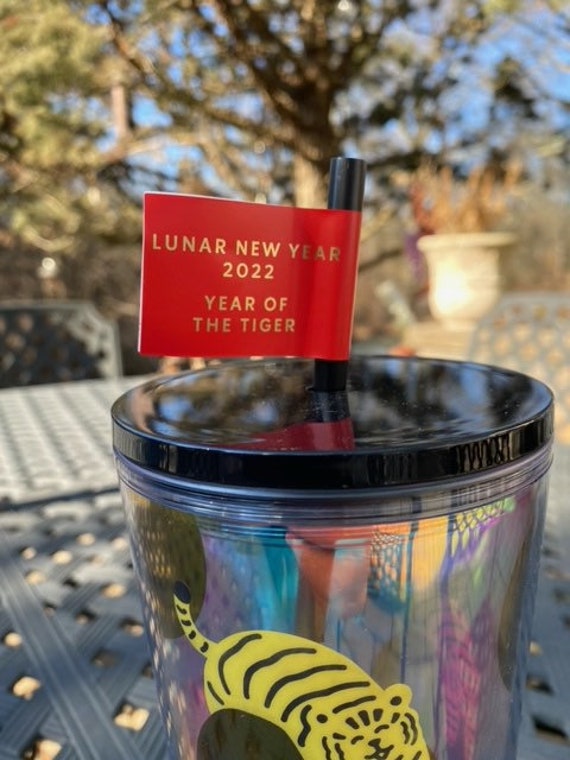 LUNAR NEW YEAR
2022
YEAR OF
THE TIGER